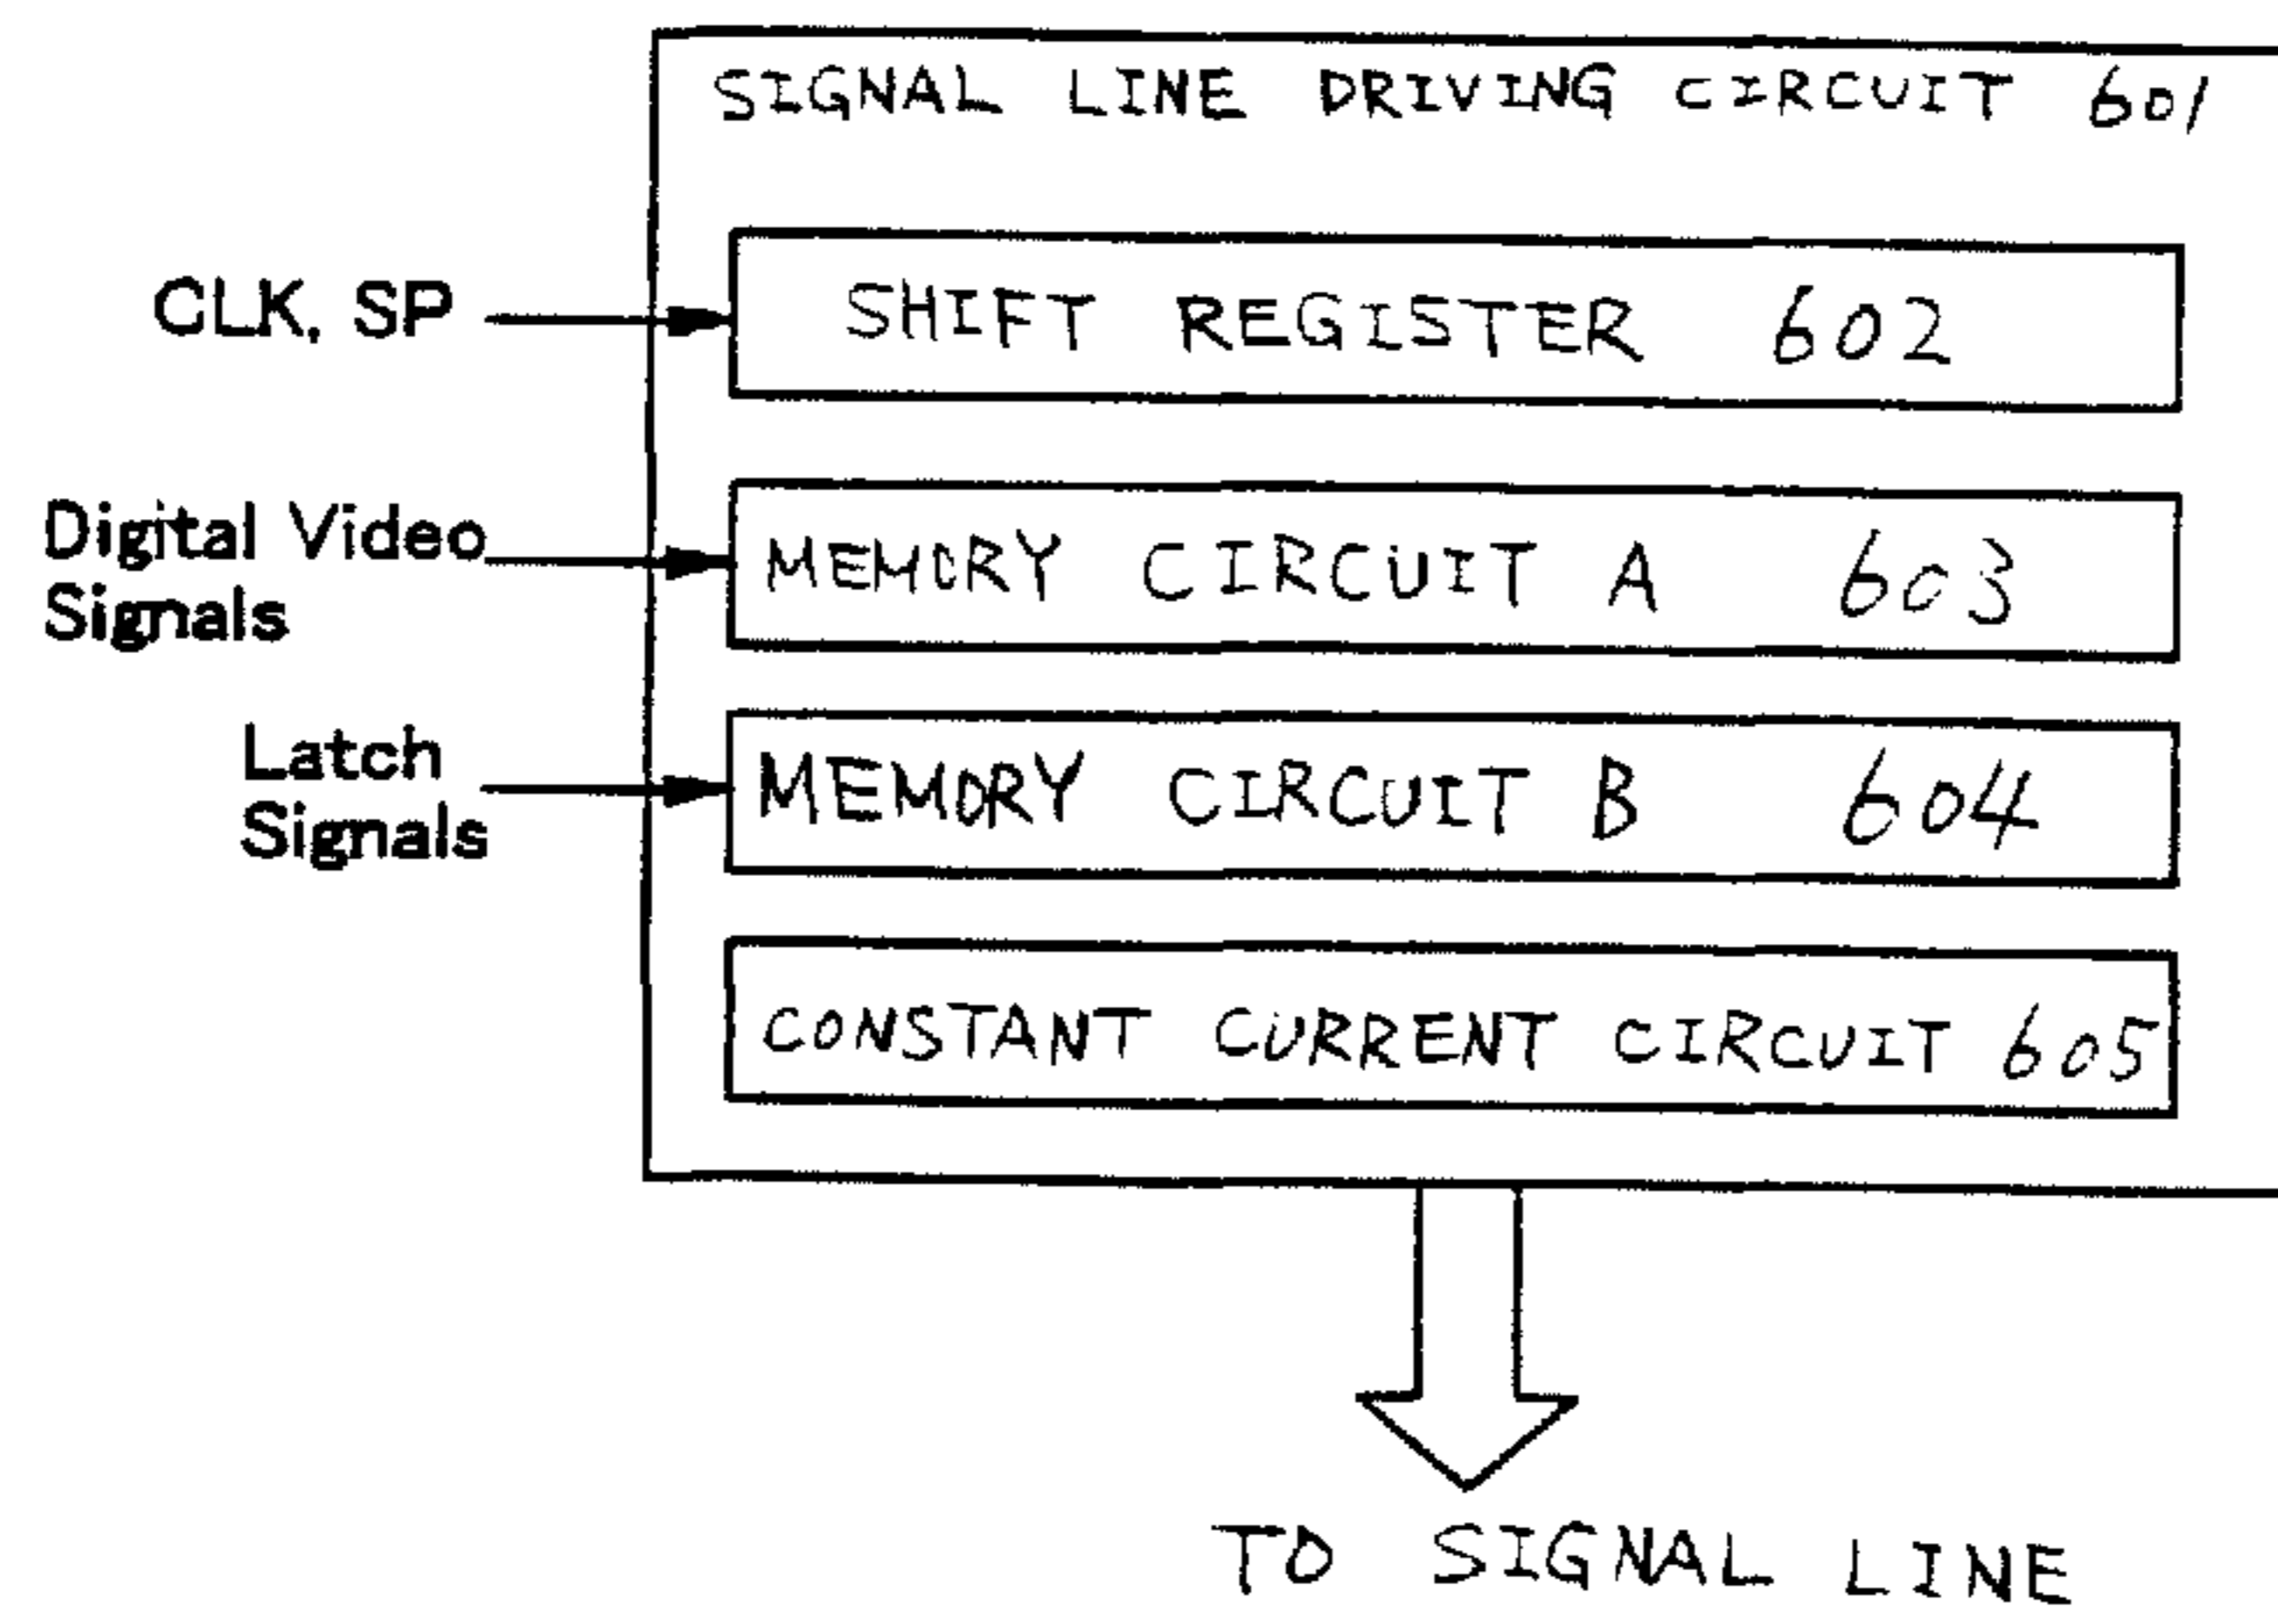 SIGNAL LINE DRIVING CIRCUIT 601
CLK, SP
SHIFT REGISTER 602
Digital Video
Signals
MEMORY CIRCUIT A 603
Latch
Signals
MEMORY CIRCUIT B 604
CONSTANT CURRENT CIRCUIT 605
TO SIGNAL LINE